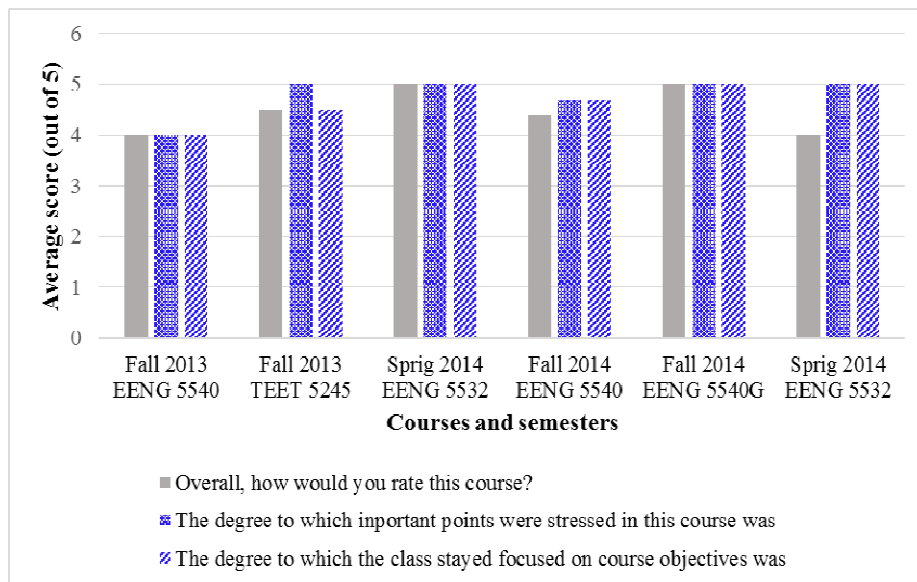 6
5
4
3
2
1
0
Average score (out of 5)
Fall 2013 Fall 2013 Sprig 2014 Fall 2014 Fall 2014 Sprig 2014
EENG 5540 TEET 5245 EENG 5532 EENG 5540 EENG 5540G EENG 5532
Courses and semesters
Overall, how would you rate this course?
The degree to which inportant points were stressed in this course was
The degree to which the class stayed focused on course objectives was